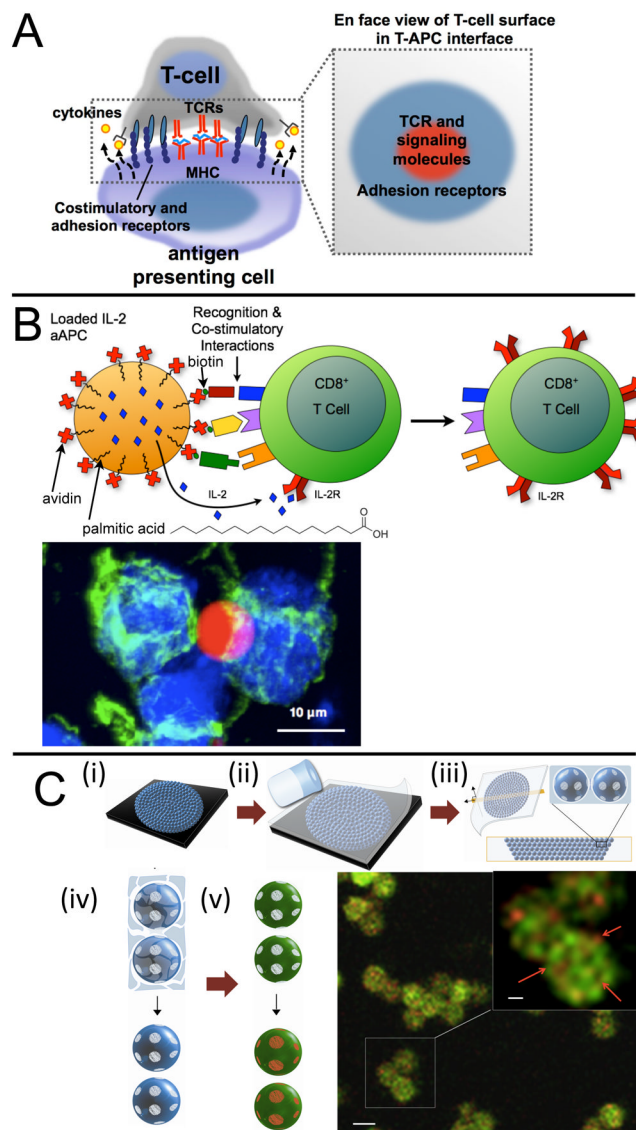 A
En face view of T-cell surface
in T-APC interface
T-cell
TCRs
cytokines
MHC
Costimulatory and
adhesion receptors
antigen
presenting cell
TCR and
signaling
molecules
Adhesion receptors
B
Loaded IL-2
aAPC
Recognition &
Co-stimulatory
Interactions
biotin
CD8+
T Cell
CD8+
T Cell
avidin
IL-2
IL-2R
IL-2R
palmitic acid
O
OH
10 µm
C
(i)
(ii)
(iii)
(iv)
(v)